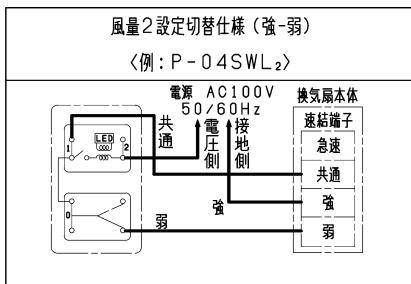 風量2設定切替仕様(強-弱)
〈例:P-04SWL₂〉
電源 AC100V
50/60Hz
換気扇本体
速結端子
共通
電圧側
接地側
急速
共通
強
弱
LED
1
2
0
強
弱